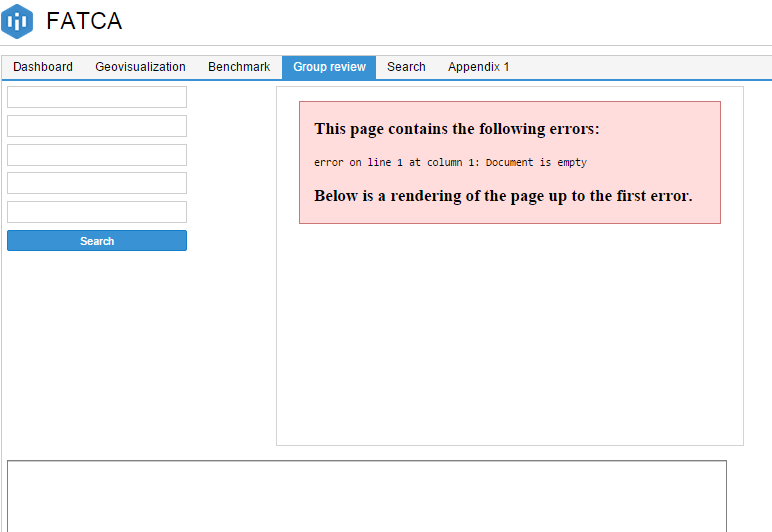 FATCA
Dashboard Geovisualization Benchmark Group review Search Appendix 1
This page contains the following errors:
error on line 1 at column 1: Document is empty
Below is a rendering of the page up to the first error.
Search